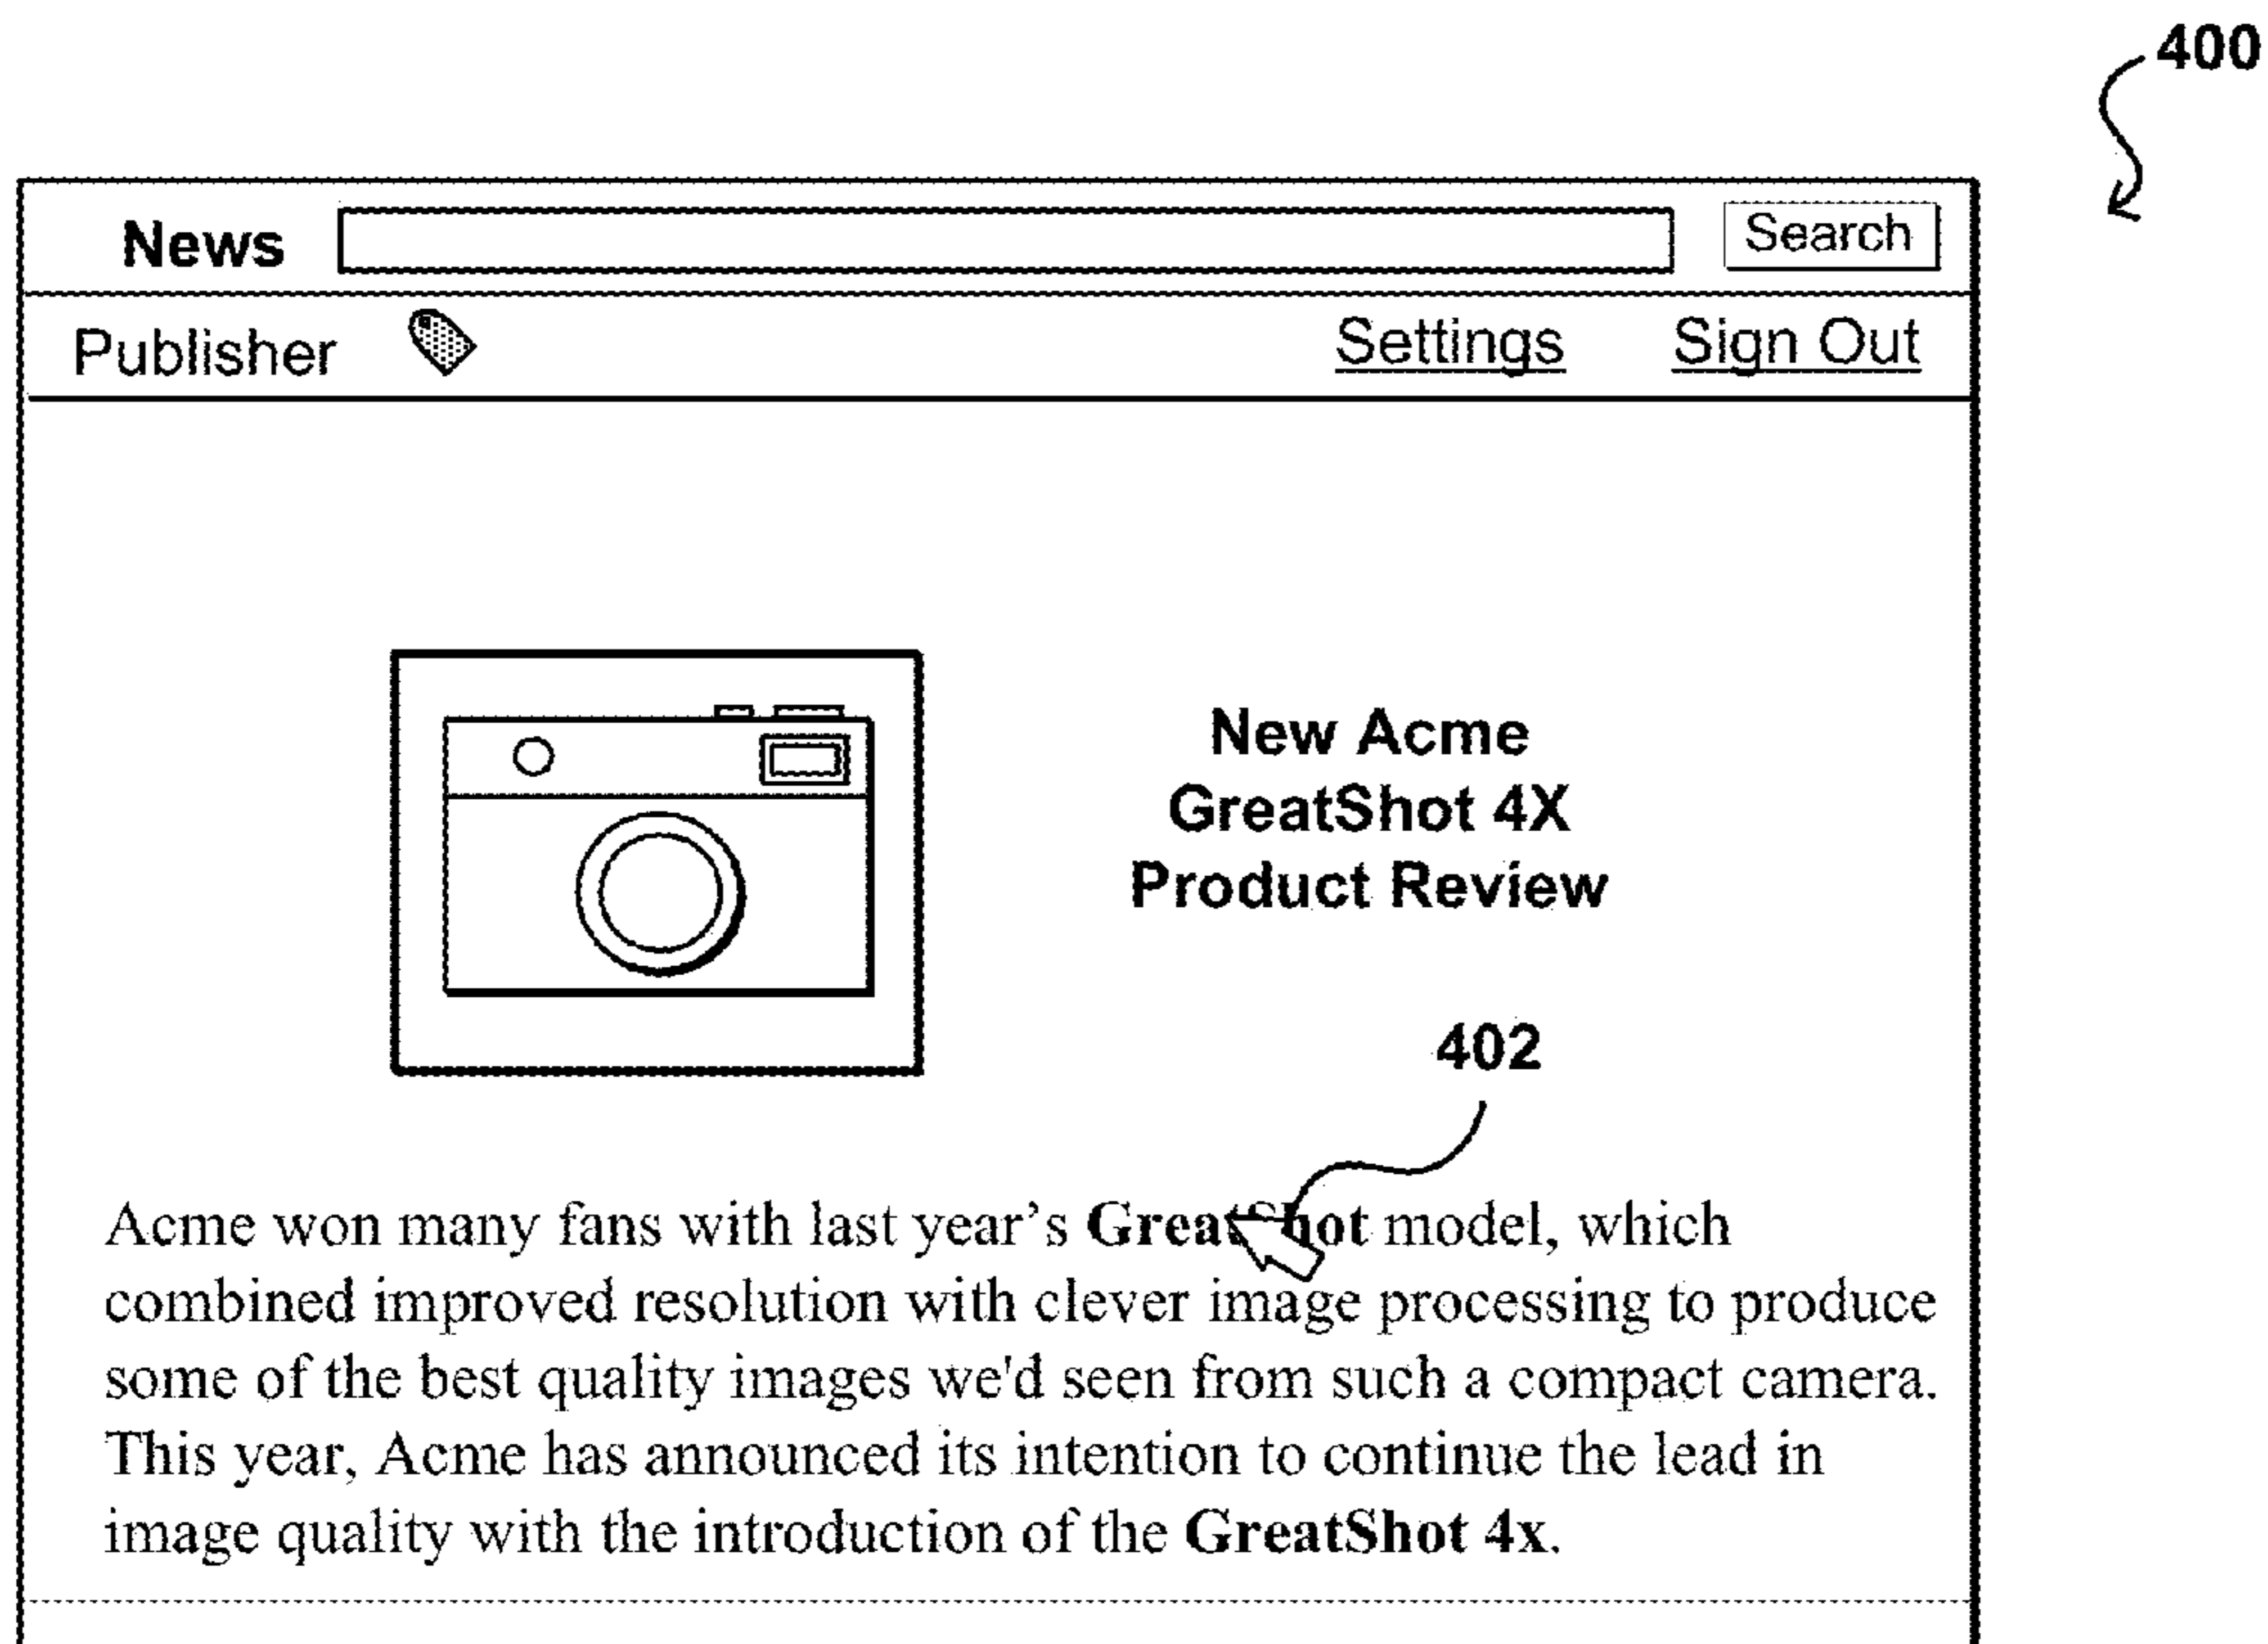 400
News
Search
Publisher
Settings Sign Out
New Acme
GreatShot 4X
Product Review
402
Acme won many fans with last year’s GreatShot model, which
combined improved resolution with clever image processing to produce
some of the best quality images we'd seen from such a compact camera.
This year, Acme has announced its intention to continue the lead in
image quality with the introduction of the GreatShot 4x.